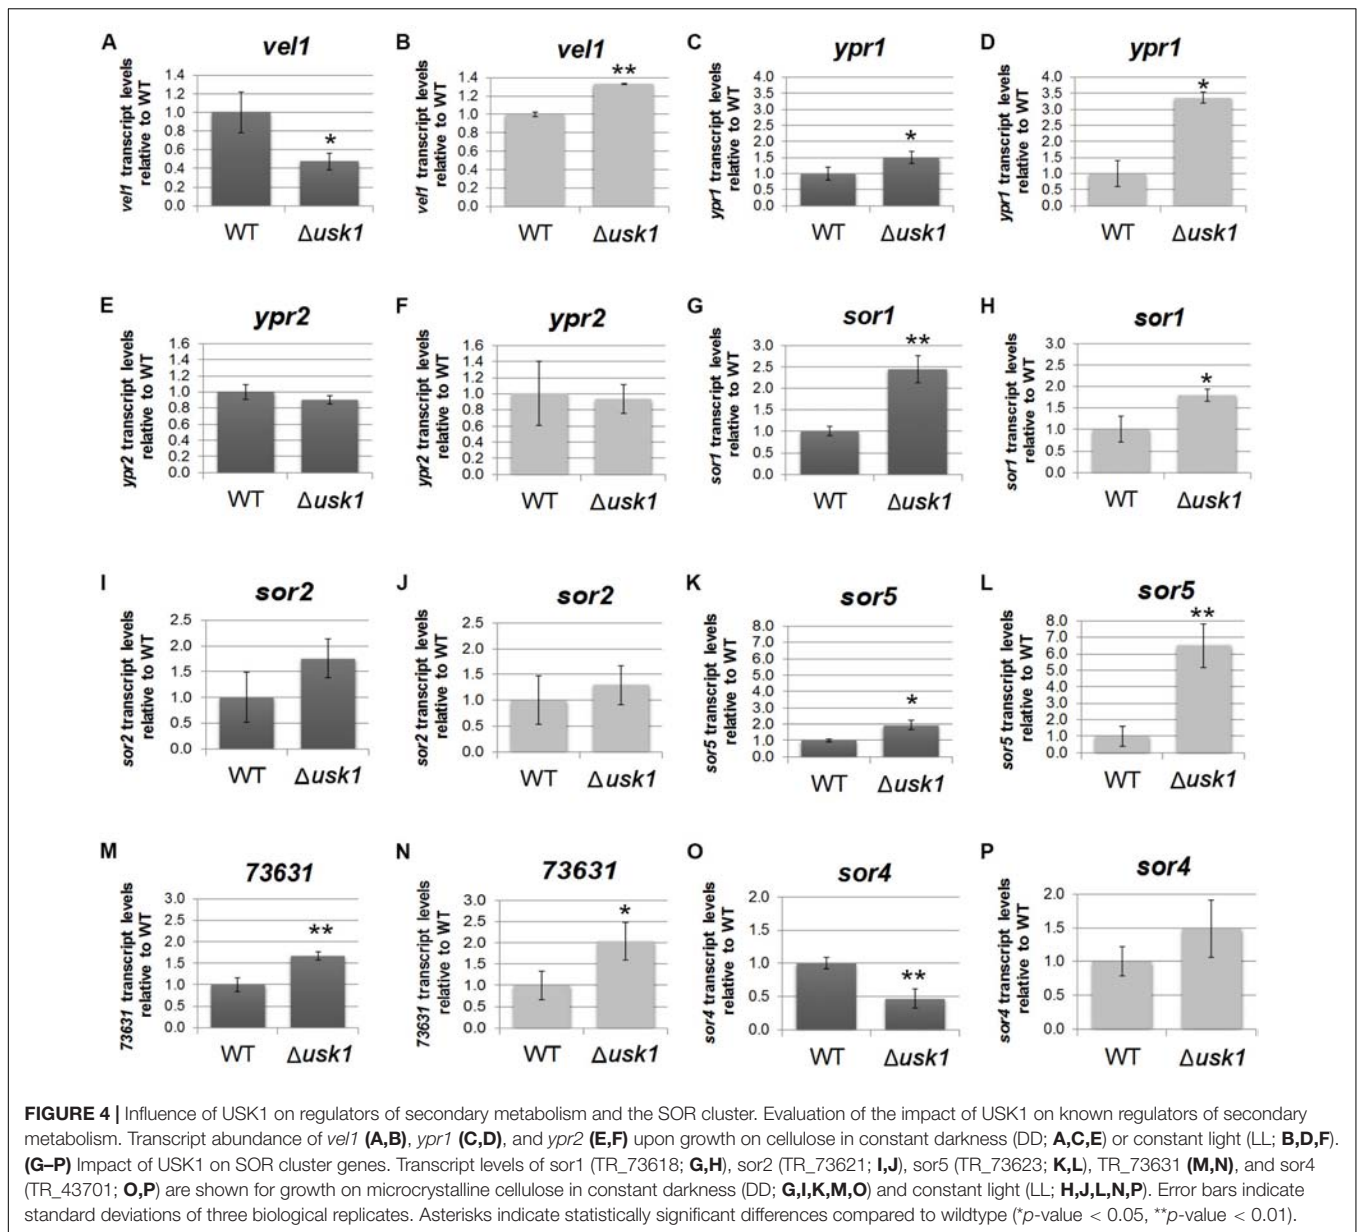 A
vel1
vel1 transcript levels
relative to WT
1.4
1.2
1.0
0.8
0.6
0.4
0.2
0.0
*
WT Δusk1
B
vel1
vel1 transcript levels
relative to WT
1.4
1.2
1.0
0.8
0.6
0.4
0.2
0.0
**
WT Δusk1
C
ypr1
ypr1 transcript levels
relative to WT
4.0
3.5
3.0
2.5
2.0
1.5
1.0
0.5
0.0
*
WT Δusk1
D
ypr1
ypr1 transcript levels
relative to WT
4.0
3.5
3.0
2.5
2.0
1.5
1.0
0.5
0.0
*
WT Δusk1
E
ypr2
ypr2 transcript levels
relative to WT
1.6
1.4
1.2
1.0
0.8
0.6
0.4
0.2
0.0
WT Δusk1
F
ypr2
ypr2 transcript levels
relative to WT
1.6
1.4
1.2
1.0
0.8
0.6
0.4
0.2
0.0
WT Δusk1
G
sor1
sor1 transcript levels
relative to WT
3.0
2.5
2.0
1.5
1.0
0.5
0.0
**
WT Δusk1
H
sor1
sor1 transcript levels
relative to WT
3.0
2.5
2.0
1.5
1.0
0.5
0.0
*
WT Δusk1
I
sor2
sor2 transcript levels
relative to WT
2.5
2.0
1.5
1.0
0.5
0.0
WT Δusk1
J
sor2
sor2 transcript levels
relative to WT
2.5
2.0
1.5
1.0
0.5
0.0
WT Δusk1
K
sor5
sor5 transcript levels
relative to WT
8.0
7.0
6.0
5.0
4.0
3.0
2.0
1.0
0.0
*
WT Δusk1
L
sor5
sor5 transcript levels
relative to WT
8.0
7.0
6.0
5.0
4.0
3.0
2.0
1.0
0.0
**
WT Δusk1
M
73631
73631 transcript levels
relative to WT
3.0
2.5
2.0
1.5
1.0
0.5
0.0
**
WT Δusk1
N
73631
73631 transcript levels
relative to WT
3.0
2.5
2.0
1.5
1.0
0.5
0.0
*
WT Δusk1
O
sor4
sor4 transcript levels
relative to WT
2.0
1.5
1.0
0.5
0.0
**
WT Δusk1
P
sor4
sor4 transcript levels
relative to WT
2.0
1.5
1.0
0.5
0.0
WT Δusk1
FIGURE 4 | Influence of USK1 on regulators of secondary metabolism and the SOR cluster. Evaluation of the impact of USK1 on known regulators of secondary
metabolism. Transcript abundance of vel1 (A,B), ypr1 (C,D), and ypr2 (E,F) upon growth on cellulose in constant darkness (DD; A,C,E) or constant light (LL; B,D,F).
(G–P) Impact of USK1 on SOR cluster genes. Transcript levels of sor1 (TR_73618; G,H), sor2 (TR_73621; I,J), sor5 (TR_73623; K,L), TR_73631 (M,N), and sor4
(TR_43701; O,P) are shown for growth on microcrystalline cellulose in constant darkness (DD; G,I,K,M,O) and constant light (LL; H,J,L,N,P). Error bars indicate
standard deviations of three biological replicates. Asterisks indicate statistically significant differences compared to wildtype (*p-value < 0.05, **p-value < 0.01).